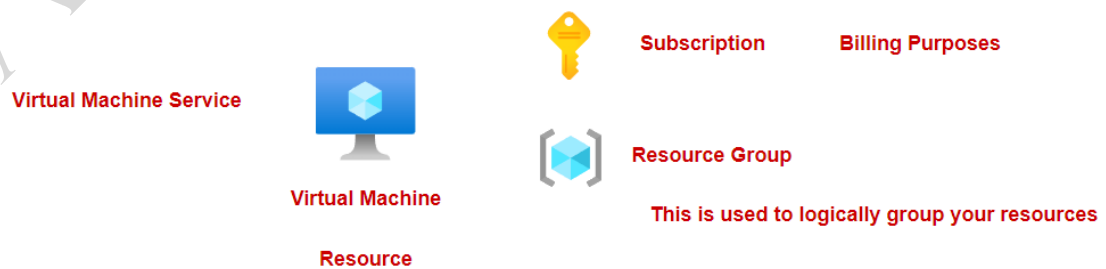 Subscription
Billing Purposes
Virtual Machine Service
Resource Group
Virtual Machine
This is used to logically group your resources
Resource